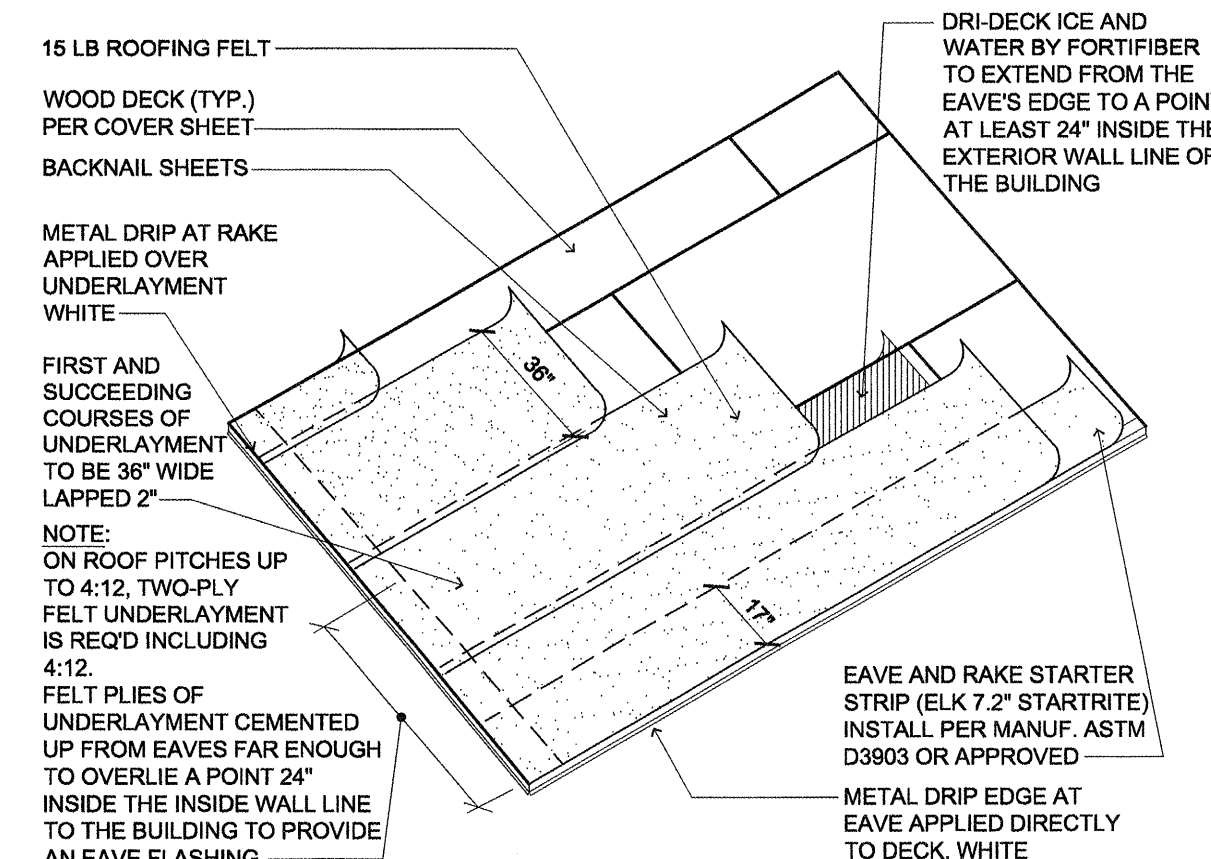 15 LB ROOFING FELT
WOOD DECK (TYP.)
PER COVER SHEET
BACKNAIL SHEETS
METAL DRIP AT RAKE
APPLIED OVER
UNDERLAYMENT
WHITE
FIRST AND
SUCCEEDING
COURSES OF
UNDERLAYMENT
TO BE 36" WIDE
LAPPED 2"
NOTE:
ON ROOF PITCHES UP
TO 4:12, TWO-PLY
FELT UNDERLAYMENT
IS REQ'D INCLUDING
4:12.
FELT PLIES OF
UNDERLAYMENT CEMENTED
UP FROM EAVES FAR ENOUGH
TO OVERLIE A POINT 24"
INSIDE THE INSIDE WALL LINE
TO THE BUILDING TO PROVIDE
AN EAVE FLASHING
36"
17"
DRI-DECK ICE AND
WATER BY FORTIFIBER
TO EXTEND FROM THE
EAVE'S EDGE TO A POINT
AT LEAST 24" INSIDE THE
EXTERIOR WALL LINE OF
THE BUILDING
EAVE AND RAKE STARTER
STRIP (ELK 7.2" STARTRITE)
INSTALL PER MANUF. ASTM
D3903 OR APPROVED
METAL DRIP EDGE AT
EAVE APPLIED DIRECTLY
TO DECK. WHITE